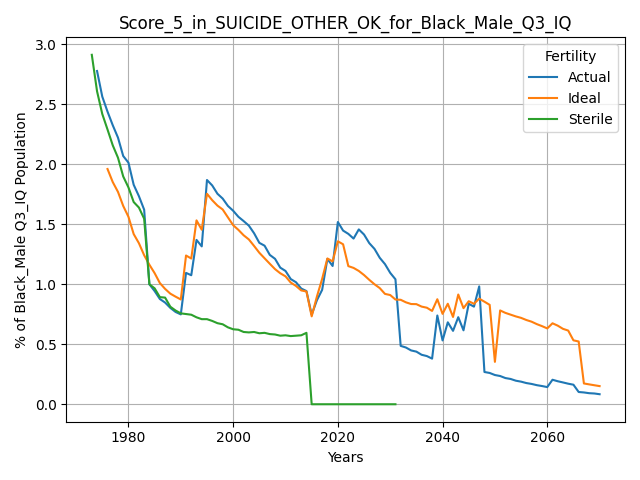 Score_5_in_SUICIDE_OTHER_OK_for_Black_Male_Q3_IQ
% of Black_Male Q3_IQ Population
3.0
2.5
2.0
1.5
1.0
0.5
0.0
Fertility
Actual
Ideal
Sterile
1980 2000 2020 2040 2060
Years